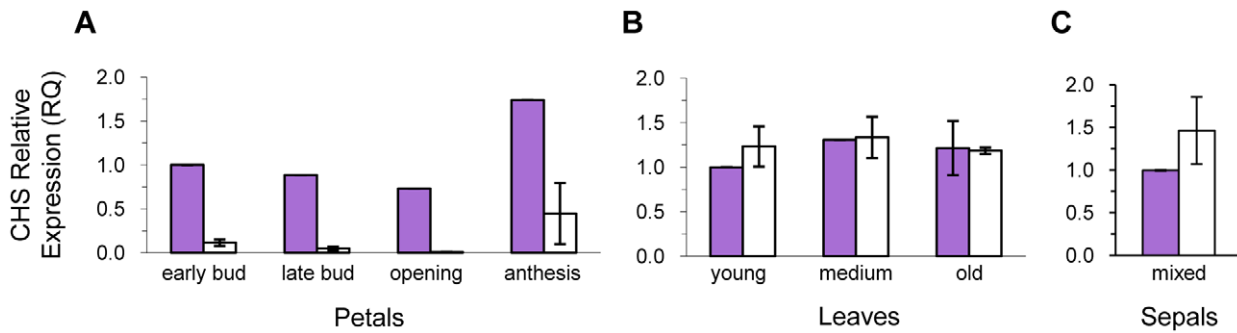 A
B
C
CHS Relative
Expression (RQ)
2.0
1.5
1.0
0.5
0.0
early bud
late bud
opening
anthesis
Petals
2.0
1.5
1.0
0.5
0.0
young
medium
old
Leaves
2.0
1.5
1.0
0.5
0.0
mixed
Sepals